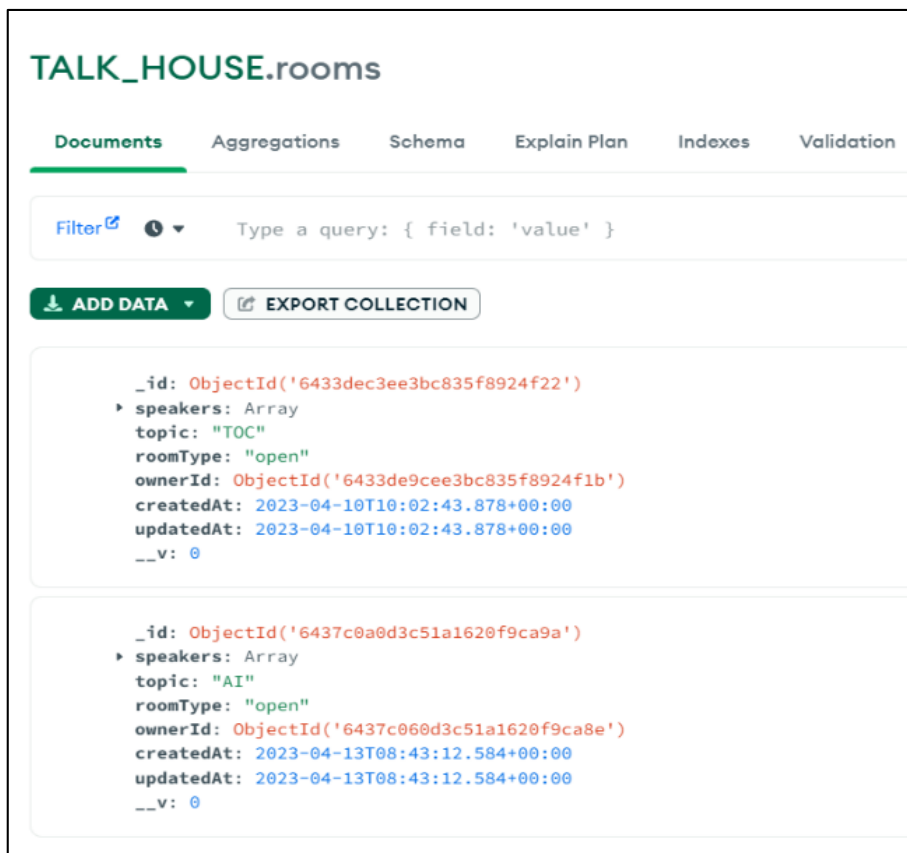 TALK_HOUSE.rooms
Documents Aggregations Schema Explain Plan Indexes Validation
Filter Type a query: { field: 'value' }
ADD DATA EXPORT COLLECTION
_id: ObjectId('6433dec3ee3bc835f8924f22')
speakers: Array
topic: "TOC"
roomType: "open"
ownerId: ObjectId('6433de9cee3bc835f8924f1b')
createdAt: 2023-04-10T10:02:43.878+00:00
updatedAt: 2023-04-10T10:02:43.878+00:00
__v: 0
_id: ObjectId('6437c0a0d3c51a1620f9ca9a')
speakers: Array
topic: "AI"
roomType: "open"
ownerId: ObjectId('6437c060d3c51a1620f9ca8e')
createdAt: 2023-04-13T08:43:12.584+00:00
updatedAt: 2023-04-13T08:43:12.584+00:00
__v: 0